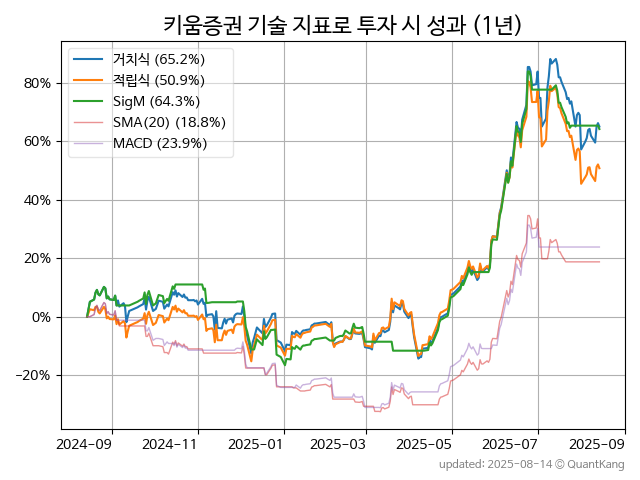 키움증권 기술 지표로 투자 시 성과 (1년)
거치식 (65.2%)
적립식 (50.9%)
SigM (64.3%)
SMA(20) (18.8%)
MACD (23.9%)
80%
60%
40%
20%
0%
−20%
2024−09
2024−11
2025−01
2025−03
2025−05
2025−07
2025−09
updated: 2025-08-14 © QuantKang